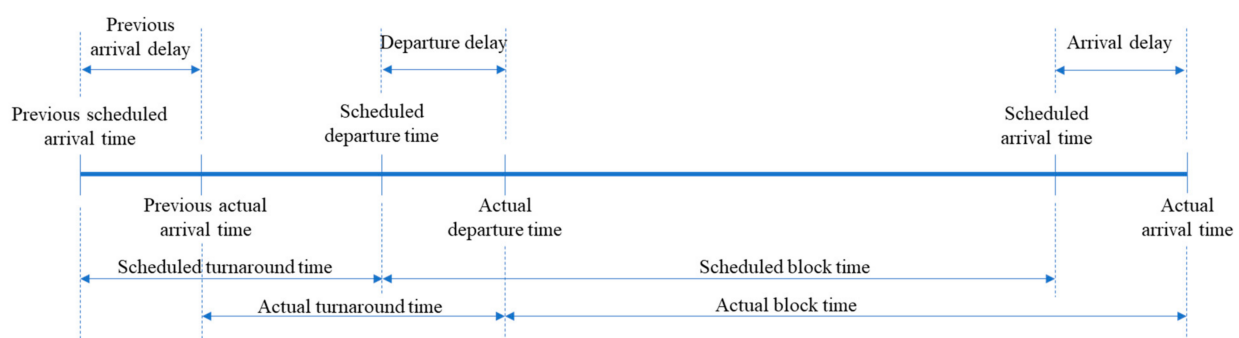 Previous
arrival delay
Departure delay
Arrival delay
Previous scheduled
arrival time
Scheduled
departure time
Scheduled
arrival time
Previous actual
arrival time
Actual
departure time
Actual
arrival time
Scheduled turnaround time
Scheduled block time
Actual turnaround time
Actual block time